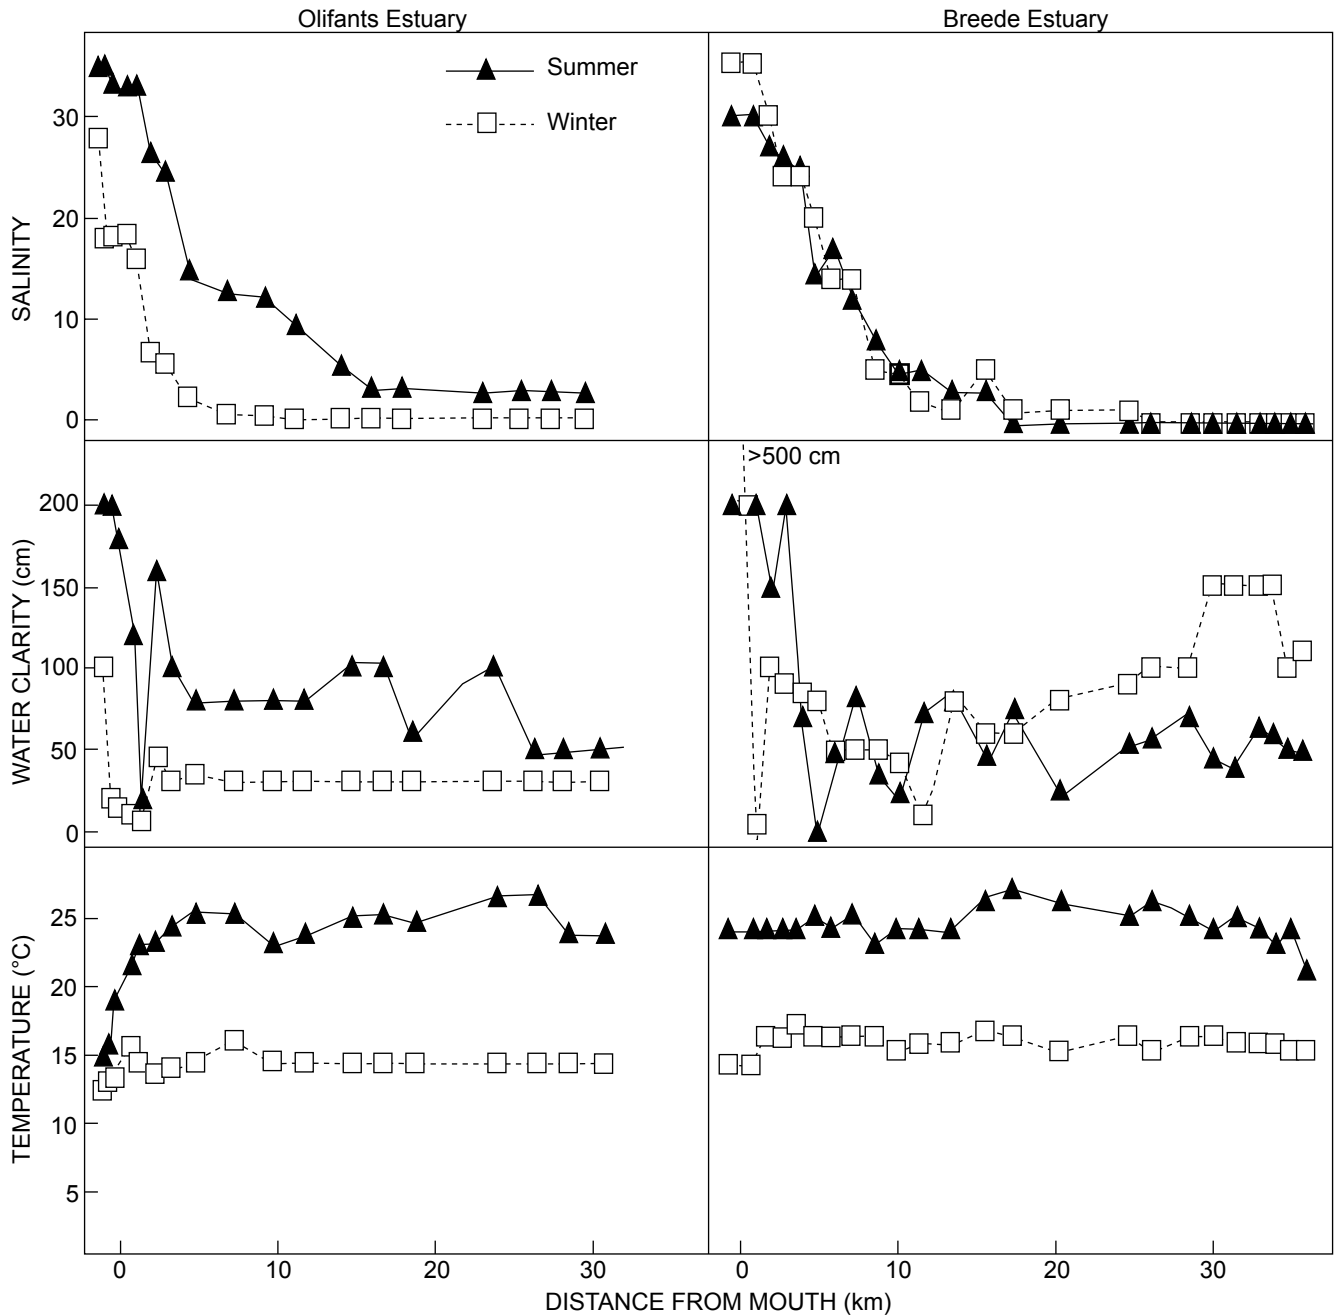 Olifants Estuary
Breede Estuary
Summer
Winter
SALINITY
30
20
10
0
>500 cm
WATER CLARITY (cm)
200
150
100
50
0
TEMPERATURE (°C)
25
20
15
10
5
0 10 20 30 0 10 20 30
DISTANCE FROM MOUTH (km)